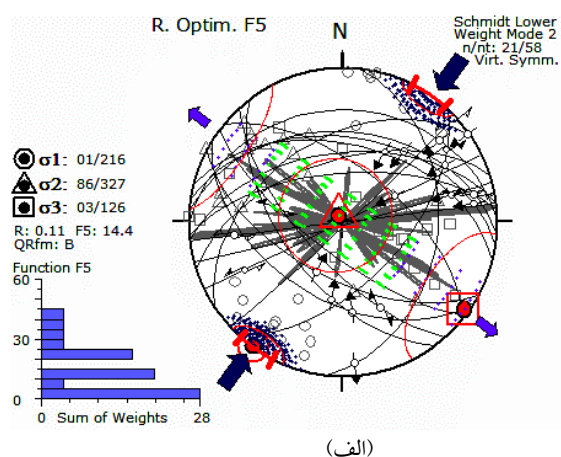 R. Optim. F5
N
Schmidt Lower
Weight Mode 2
n/nt: 21/58
Virt. Symm.
σ1: 01/216
σ2: 86/327
σ3: 03/126
R: 0.11 F5: 14.4
QRfm: B
Function F5
60
30
0
0 Sum of Weights 28
(الف)